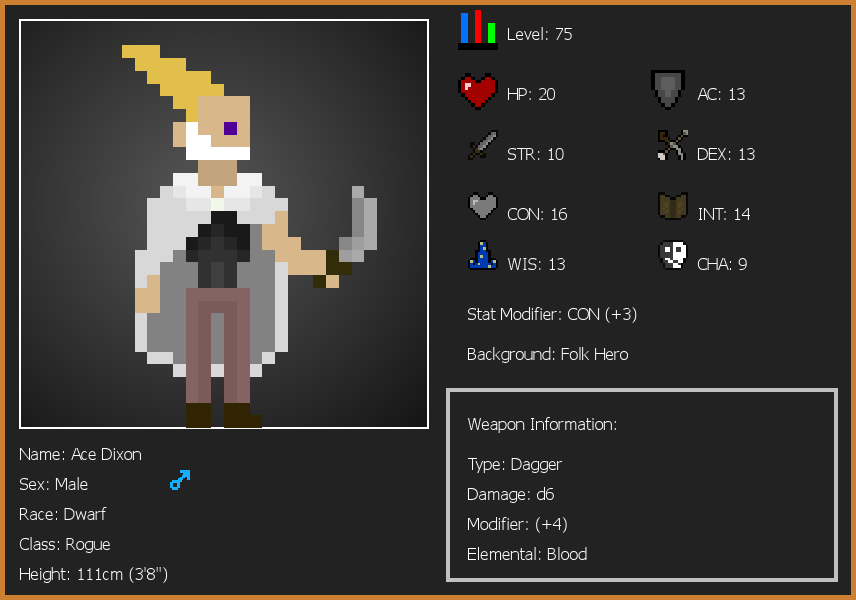 Level: 75
HP: 20
AC: 13
STR: 10
DEX: 13
CON: 16
INT: 14
WIS: 13
CHA: 9
Stat Modifier: CON (+3)
Background: Folk Hero
Weapon Information:
Type: Dagger
Damage: d6
Modifier: (+4)
Elemental: Blood
Name: Ace Dixon
Sex: Male
Race: Dwarf
Class: Rogue
Height: 111cm (3'8")